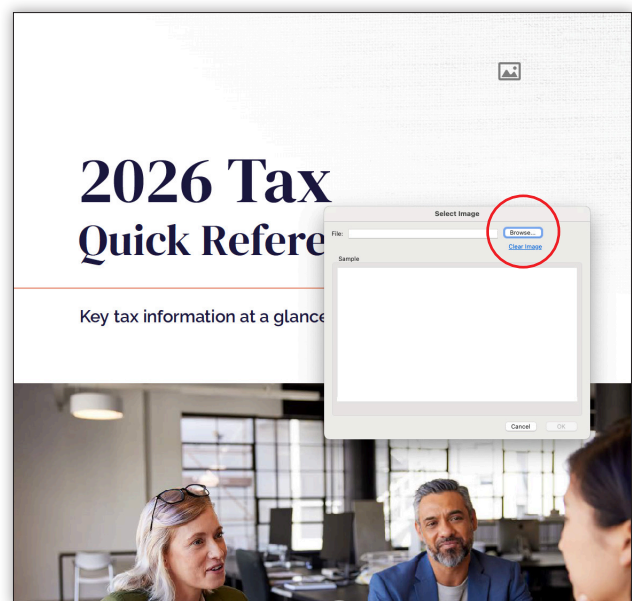 2026 Tax
Quick Refere
Select Image
File:
Browse...
Clear Image
Sample
Key tax information at a glance
Cancel
OK